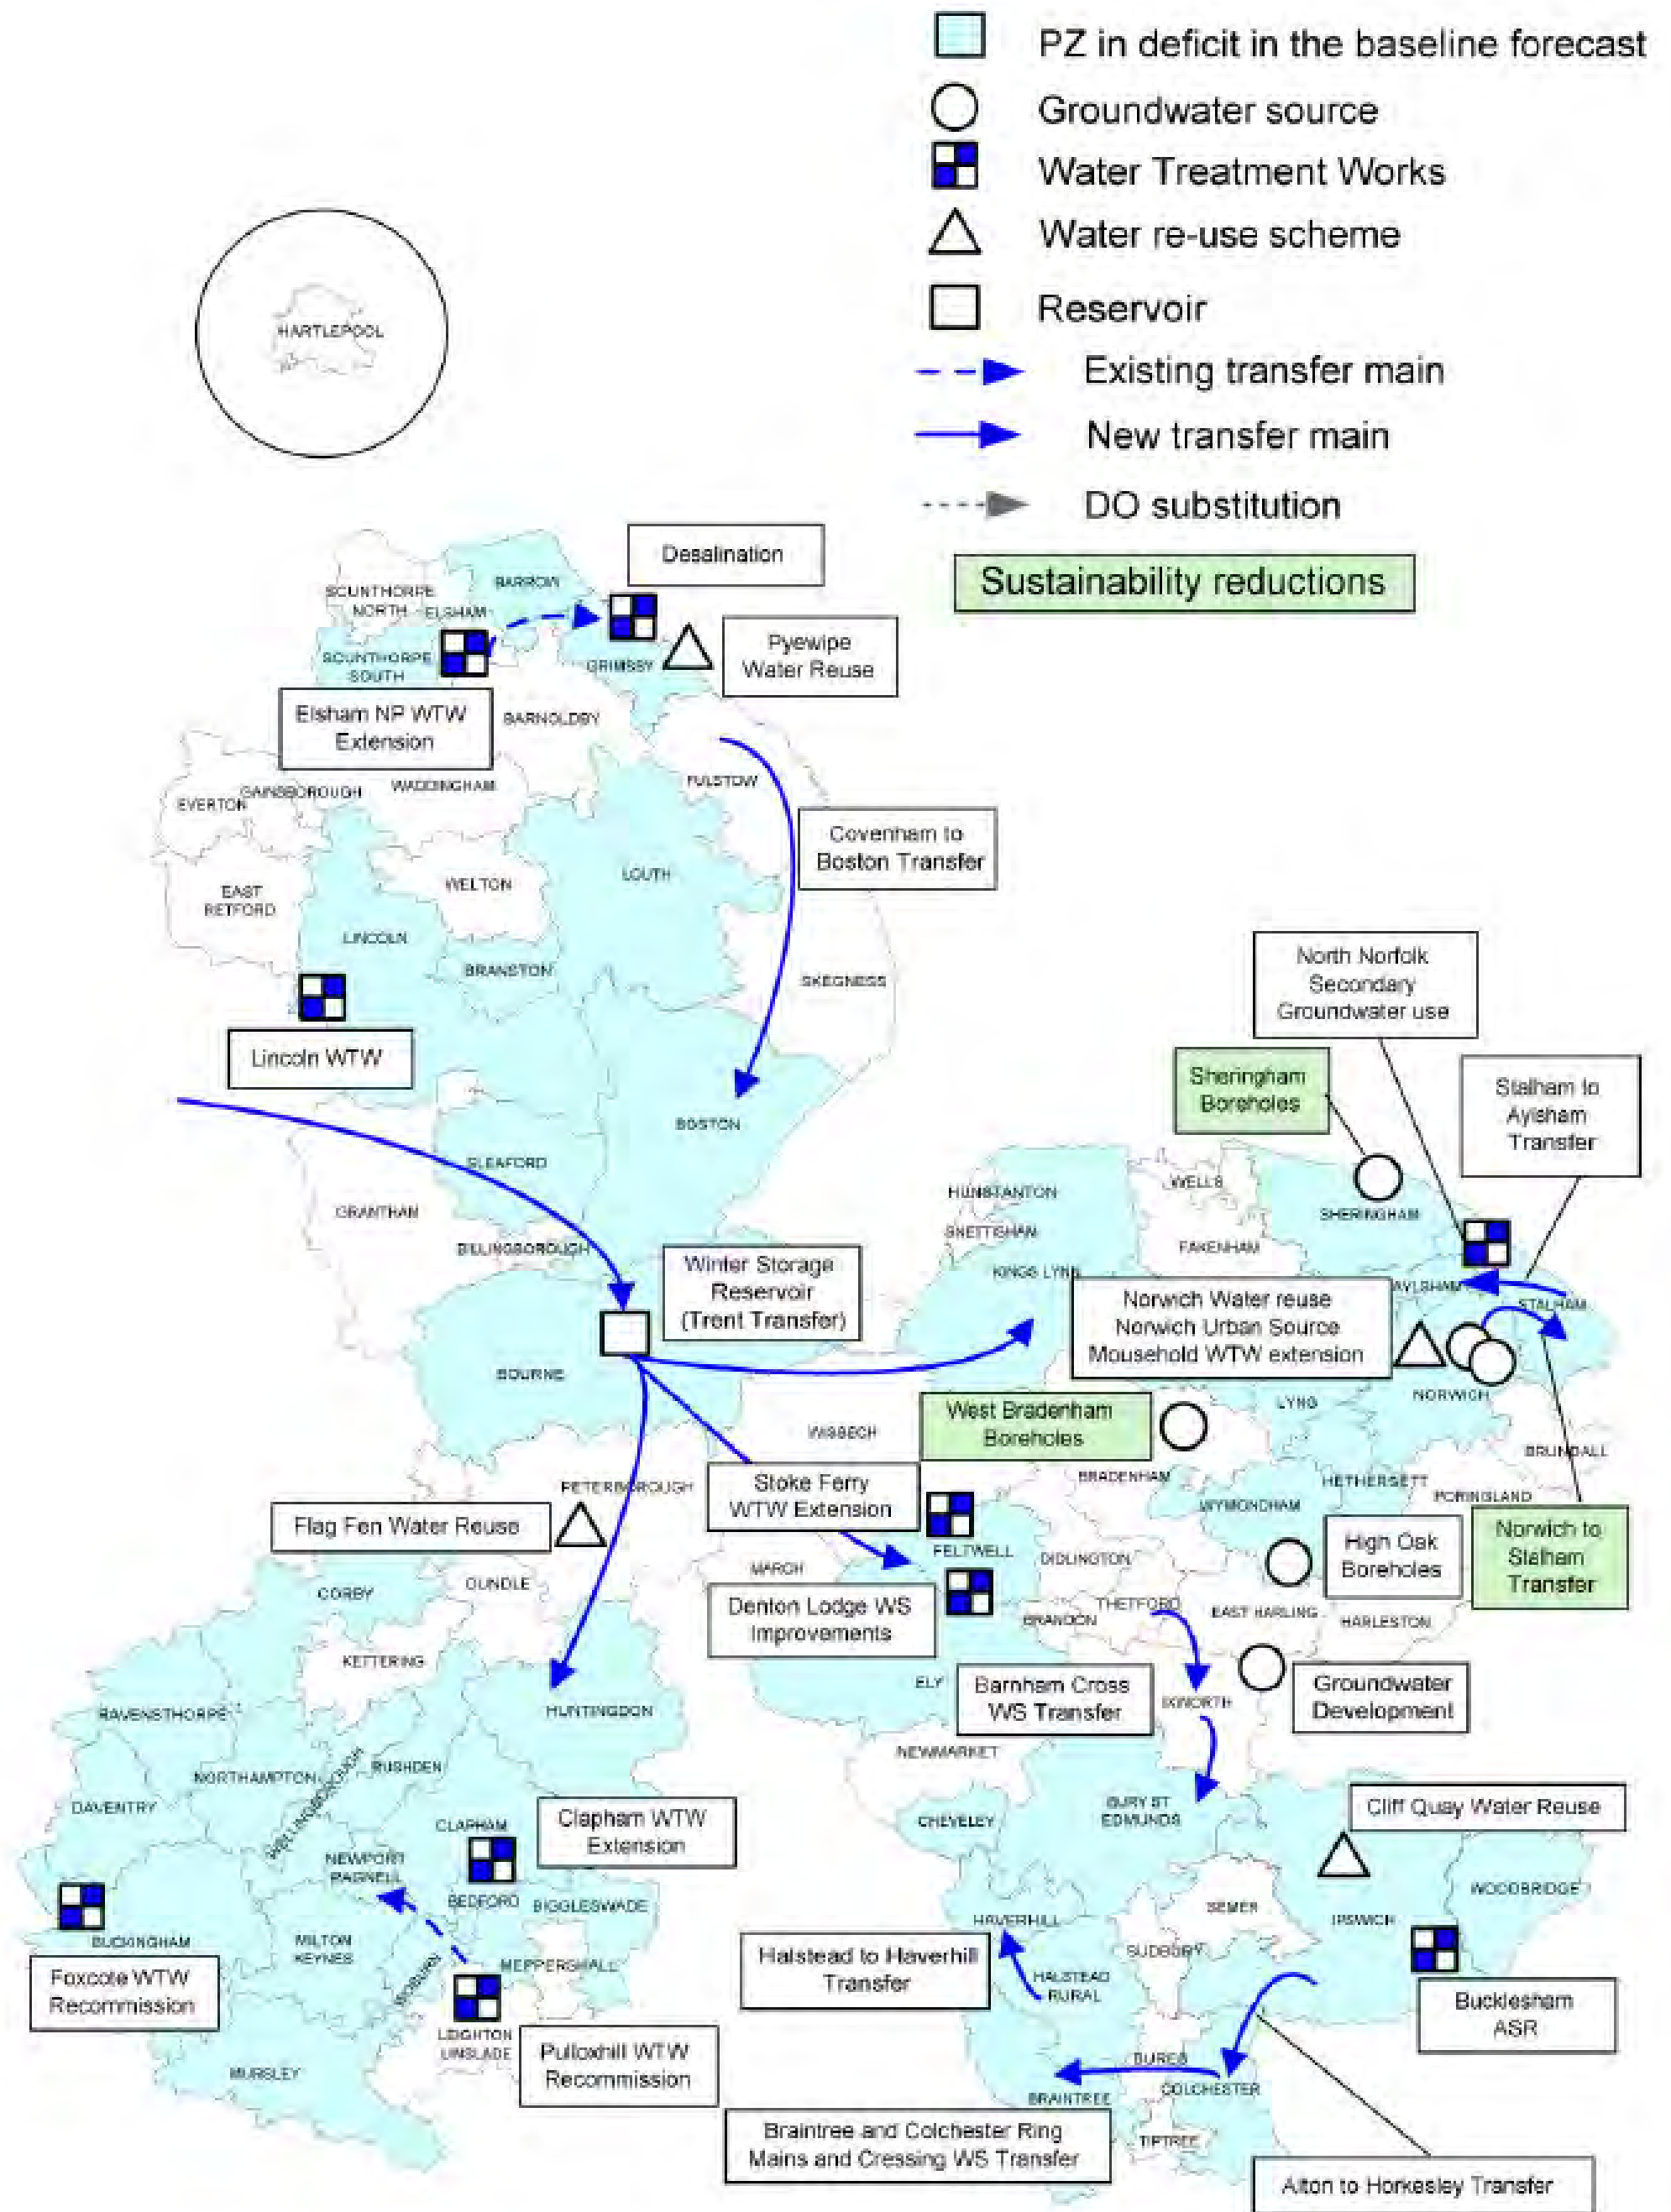 PZ in deficit in the baseline forecast
Groundwater source
Water Treatment Works
Water re-use scheme
Reservoir
Existing transfer main
New transfer main
DO substitution
Sustainability reductions
HARTLEPOOL
Desalination
BARROW
SCUNTHORPE
NORTH
ELSHAM
Pyewipe
Water Reuse
SCUNTHORPE
SOUTH
GRIMSBY
Elsham NP WTW
Extension
BARNOLDBY
FULSTOW
WADDINGHAM
GAINSBOROUGH
EVERTON
Covenham to
Boston Transfer
LOUTH
WELTON
EAST
RETFORD
LINCOLN
BRANSTON
SKEGNESS
North Norfolk
Secondary
Groundwater use
Lincoln WTW
Sheringham
Boreholes
Stalham to
Aylsham
Transfer
BOSTON
SLEAFORD
GRANTHAM
BILLINGBOROUGH
HUNSTANTON
WELLS
SHERINGHAM
SNETTISHAM
FAKENHAM
KINGS LYNN
Winter Storage
Reservoir
(Trent Transfer)
AYLSHAM
STALHAM
Norwich Water reuse
Norwich Urban Source
Mousehold WTW extension
BOURNE
NORWICH
LYNG
West Bradenham
Boreholes
WISBECH
BRUNDALL
BRADENHAM
HETHERSETT
PORINGLAND
WYMONDHAM
PETERBOROUGH
Stoke Ferry
WTW Extension
Flag Fen Water Reuse
High Oak
Boreholes
Norwich to
Stalham
Transfer
FELTWELL
DIDLINGTON
MARCH
CORBY
OUNDLE
Denton Lodge WS
Improvements
THETFORD
BRANDON
EAST HARLING
HARLESTON
KETTERING
ELY
Barnham Cross
WS Transfer
IXWORTH
Groundwater
Development
RAVENSTHORPE
HUNTINGDON
NEWMARKET
RUSHDEN
NORTHAMPTON
WELLINGBOROUGH
DAVENTRY
CLAPHAM
Clapham WTW
Extension
CHEVELEY
BURY ST
EDMUNDS
Cliff Quay Water Reuse
NEWPORT
PAGNELL
BEDFORD
BIGGLESWADE
WOODBRIDGE
SEMER
IPSWICH
HAVERHILL
BUCKINGHAM
MILTON
KEYNES
WOBURN
MEPPERSHALL
SUDBURY
Halstead to Haverhill
Transfer
HALSTEAD
RURAL
Foxcote WTW
Recommission
Bucklesham
ASR
LEIGHTON
LINSLADE
Pulloxhill WTW
Recommission
MURSLEY
BURES
COLCHESTER
BRAINTREE
Braintree and Colchester Ring
Mains and Cressing WS Transfer
TIPTREE
Alton to Horkesley Transfer